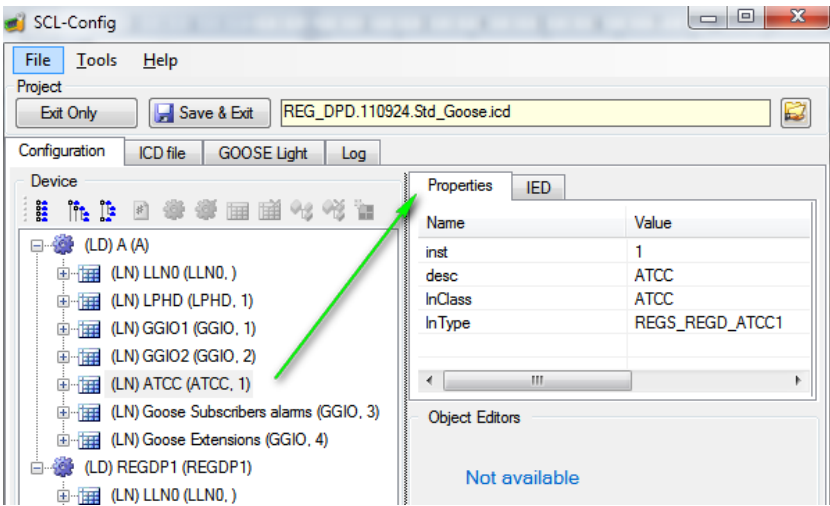 SCL-Config
File Tools Help
Project
Exit Only Save & Exit REG_DPD.110924.Std_Goose.icd
Configuration ICD file GOOSE Light Log
Device
(LD) A (A)
(LN) LLN0 (LLN0, )
(LN) LPHD (LPHD, 1)
(LN) GGIO1 (GGIO, 1)
(LN) GGIO2 (GGIO, 2)
(LN) ATCC (ATCC, 1)
(LN) Goose Subscribers alarms (GGIO, 3)
(LN) Goose Extensions (GGIO, 4)
(LD) REGDP1 (REGDP1)
(LN) LLN0 (LLN0, )
Properties IED
Name Value
inst 1
desc ATCC
lnClass ATCC
lnType REGS_REGD_ATCC1
Object Editors
Not available